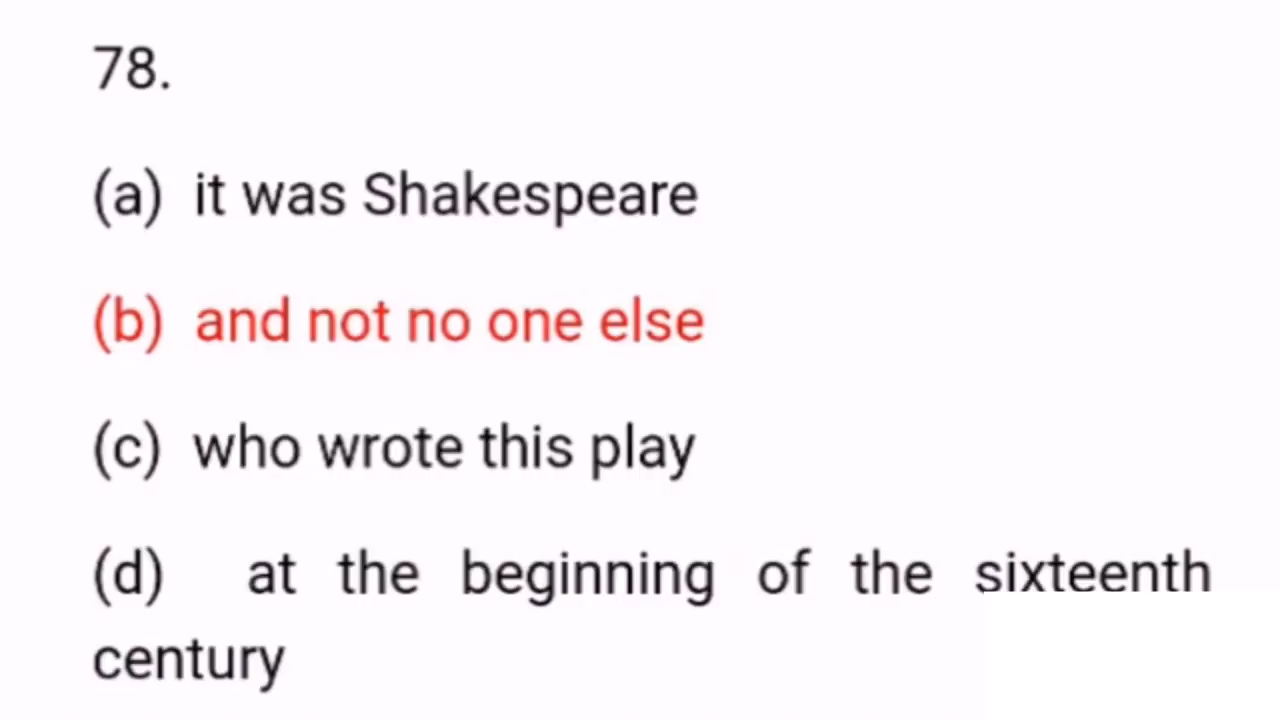 78.
(a) it was Shakespeare
(b) and not no one else
(c) who wrote this play
(d) at the beginning of the sixteenth
century